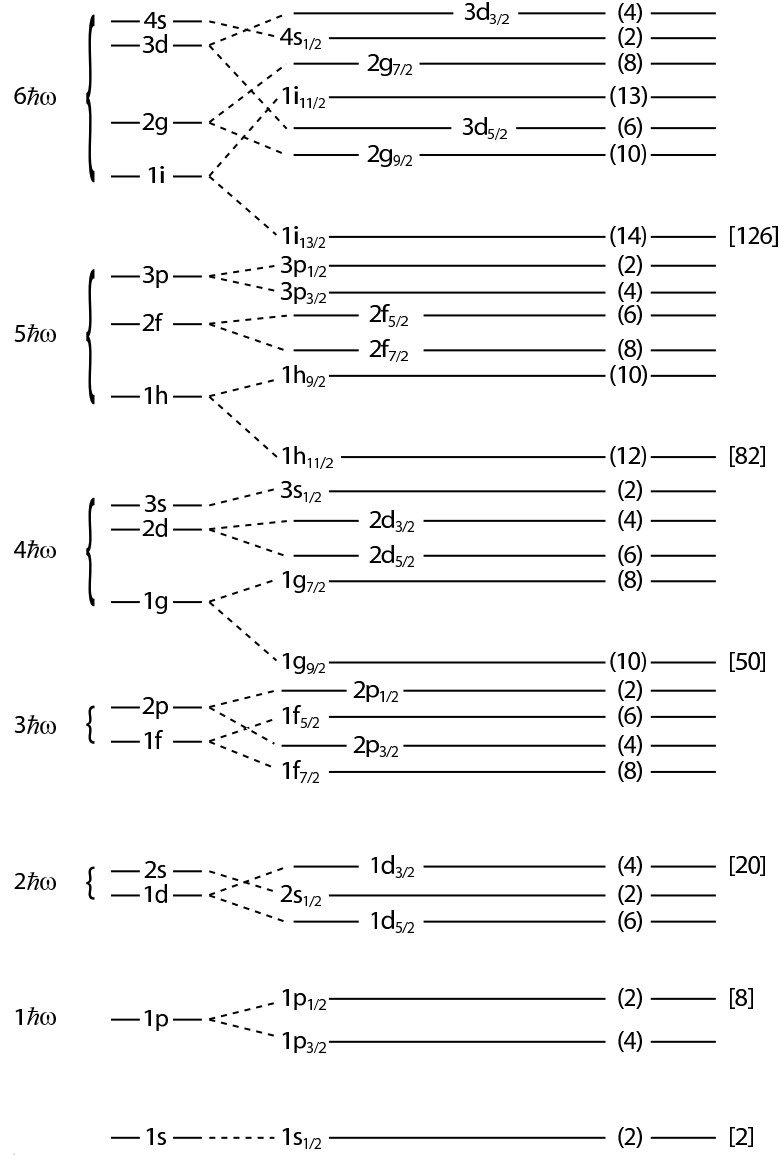 3d3/2 (4)
4s 4s1/2 (2)
3d
2g7/2 (8)
6ℏω 1i11/2 (13)
2g 3d5/2 (6)
2g9/2 (10)
1i
1i13/2 (14) [126]
3p1/2 (2)
3p
3p3/2 (4)
2f5/2 (6)
5ℏω 2f
2f7/2 (8)
1h9/2 (10)
1h
1h11/2 (12) [82]
3s1/2 (2)
3s
2d3/2 (4)
2d
4ℏω 2d5/2 (6)
1g7/2 (8)
1g
1g9/2 (10) [50]
2p1/2 (2)
2p
1f5/2 (6)
3ℏω
1f 2p3/2 (4)
1f7/2 (8)
1d3/2 (4) [20]
2s
2ℏω
1d 2s1/2 (2)
1d5/2 (6)
1p1/2 (2) [8]
1ℏω 1p
1p3/2 (4)
1s 1s1/2 (2) [2]